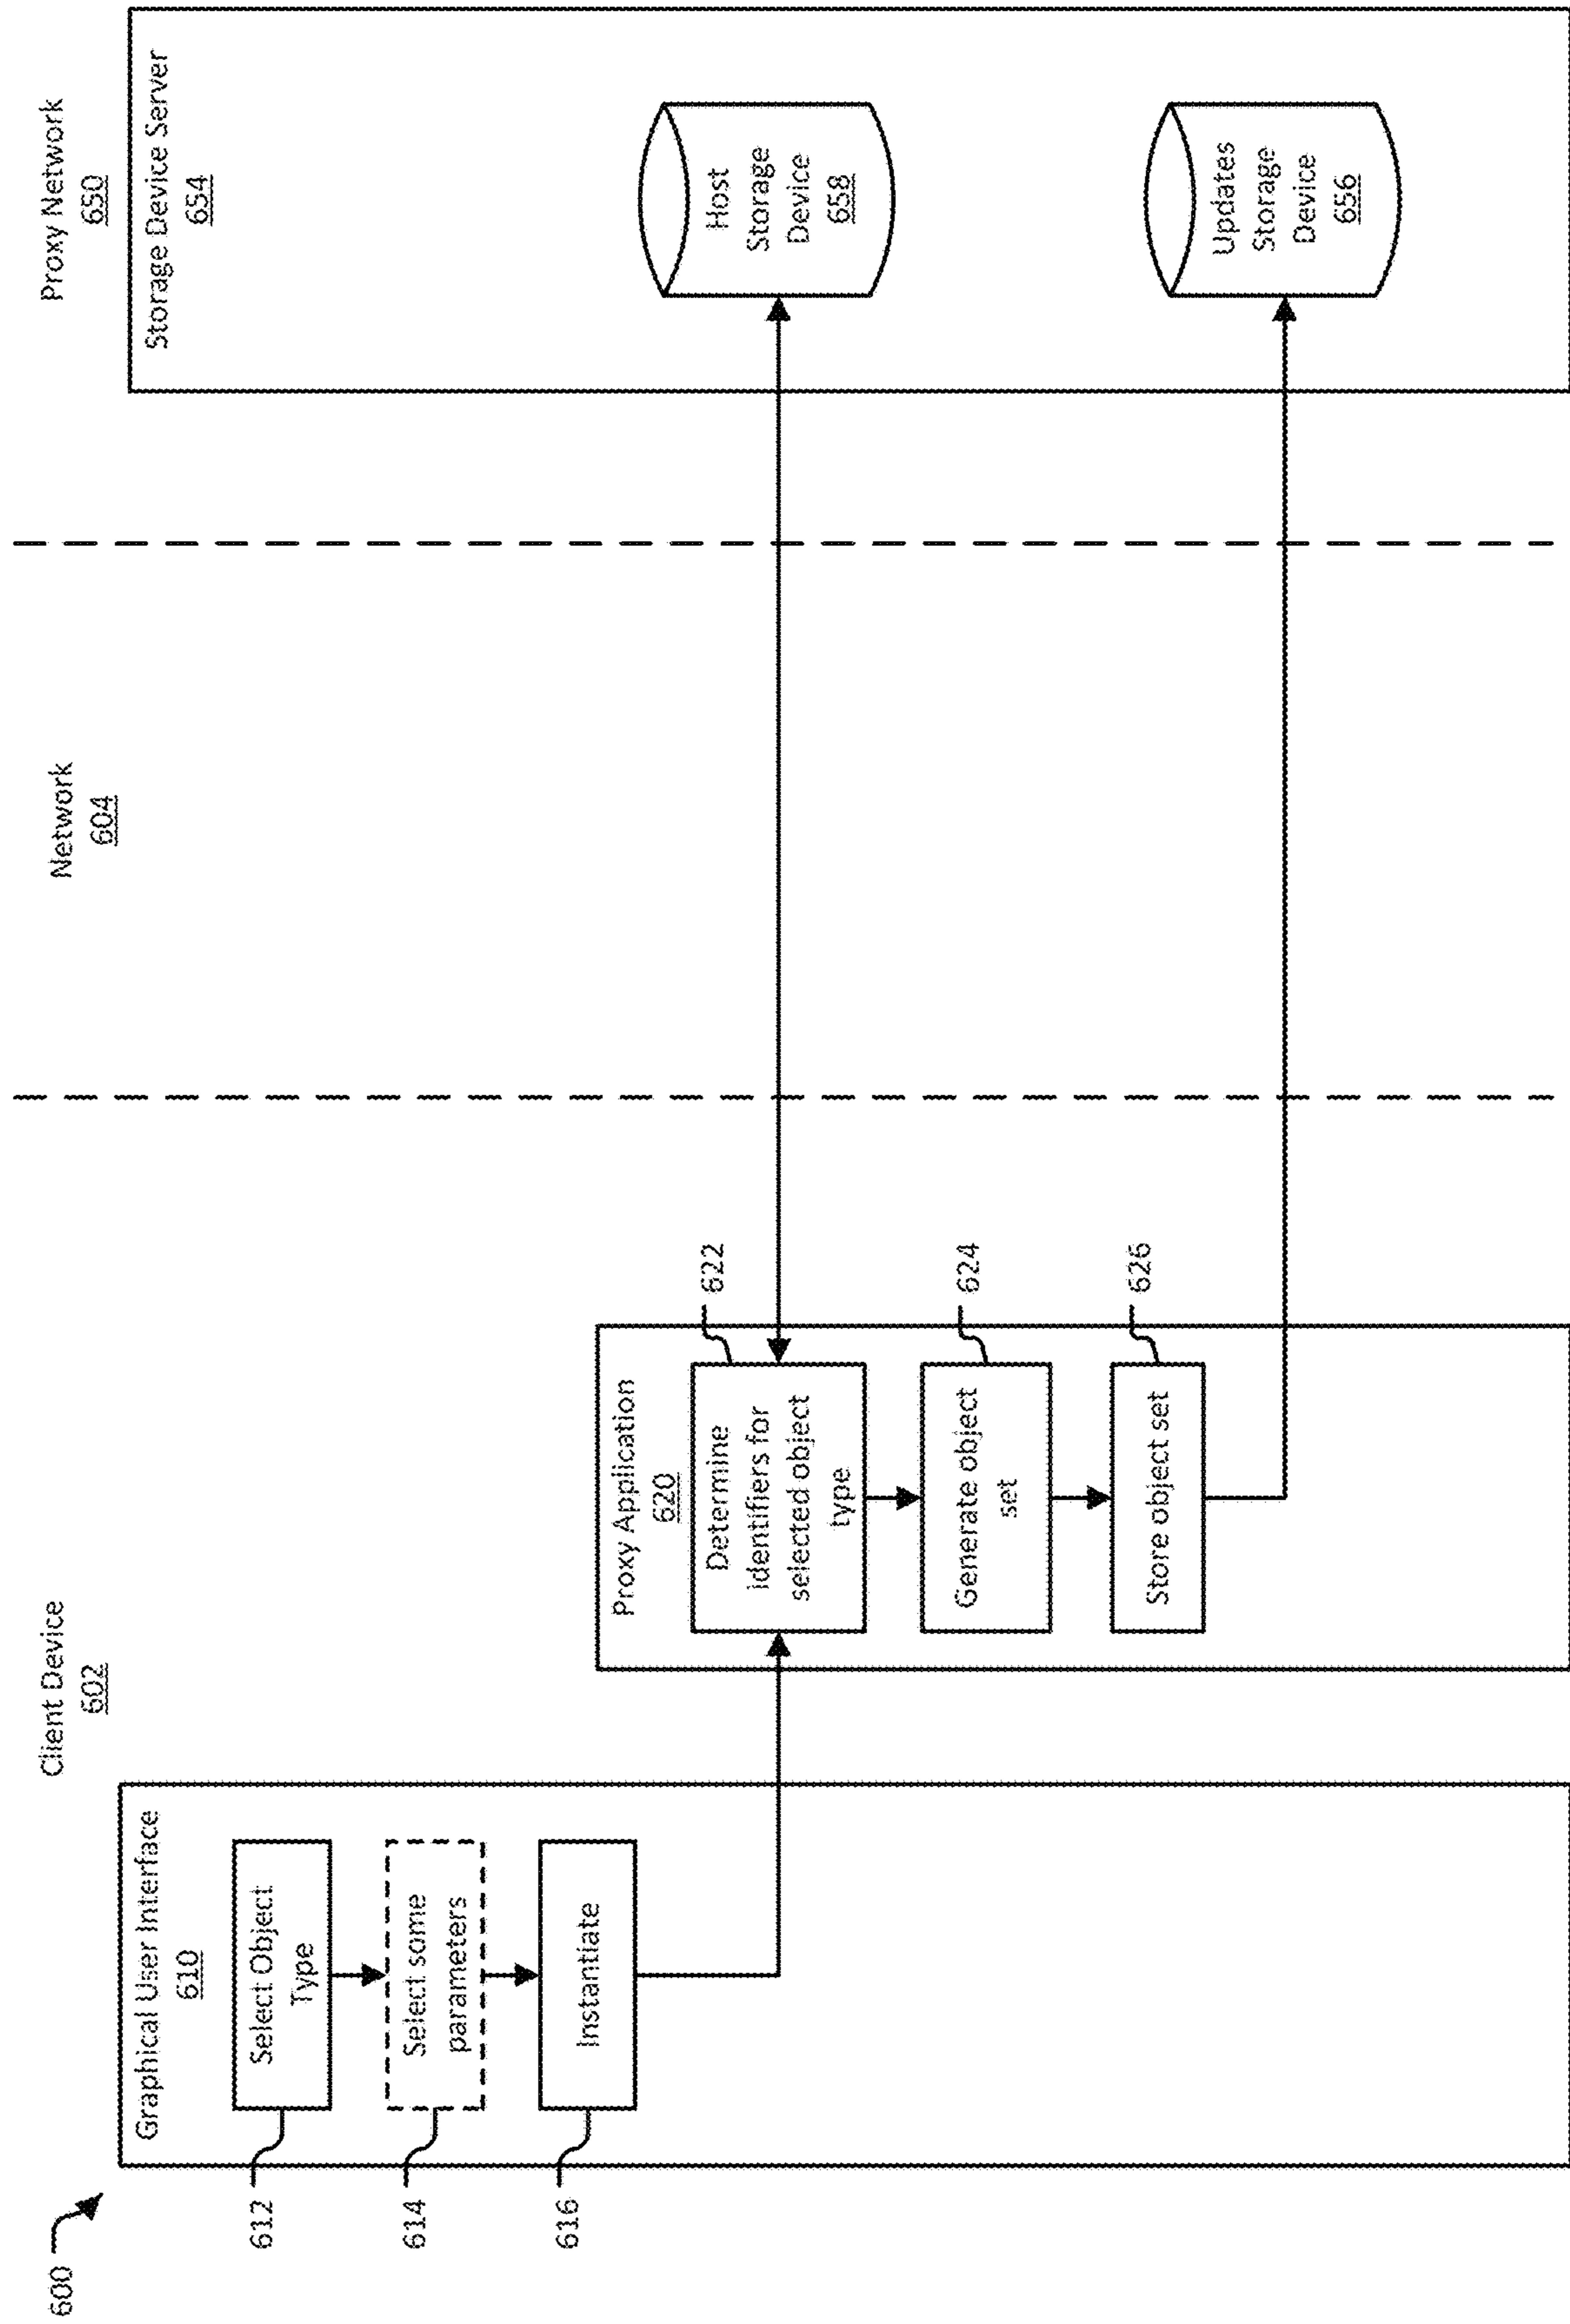 600
Client Device
602
Network
604
Proxy Network
650
Graphical User Interface
610
612
Select Object
Type
614
Select some
parameters
616
Instantiate
Proxy Application
620
622
Determine
identifiers for
selected object
type
624
Generate object
set
626
Store object set
Storage Device Server
654
Host
Storage
Device
658
Updates
Storage
Device
656